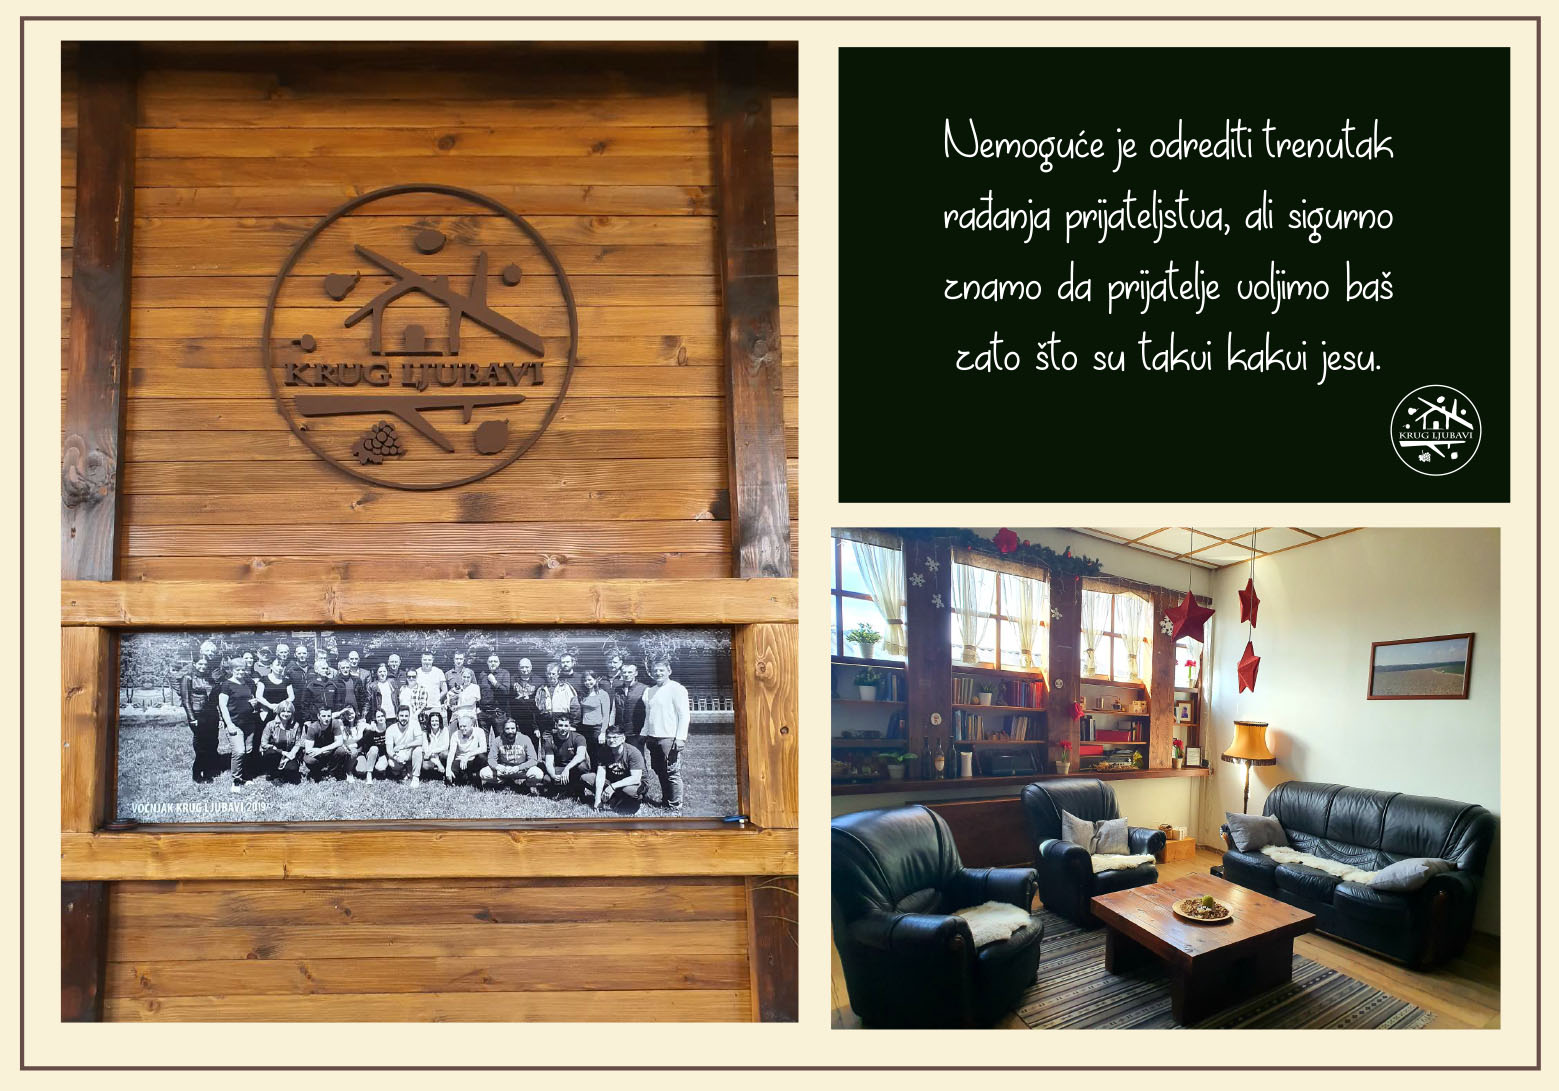 KRUG LJUBAVI
VOĆNJAK KRUG LJUBAVI 2019.
Nemoguće je odrediti trenutak
rađanja prijateljstva, ali sigurno
znamo da prijatelje volimo baš
zato što su takvi kakvi jesu.
KRUG LJUBAVI